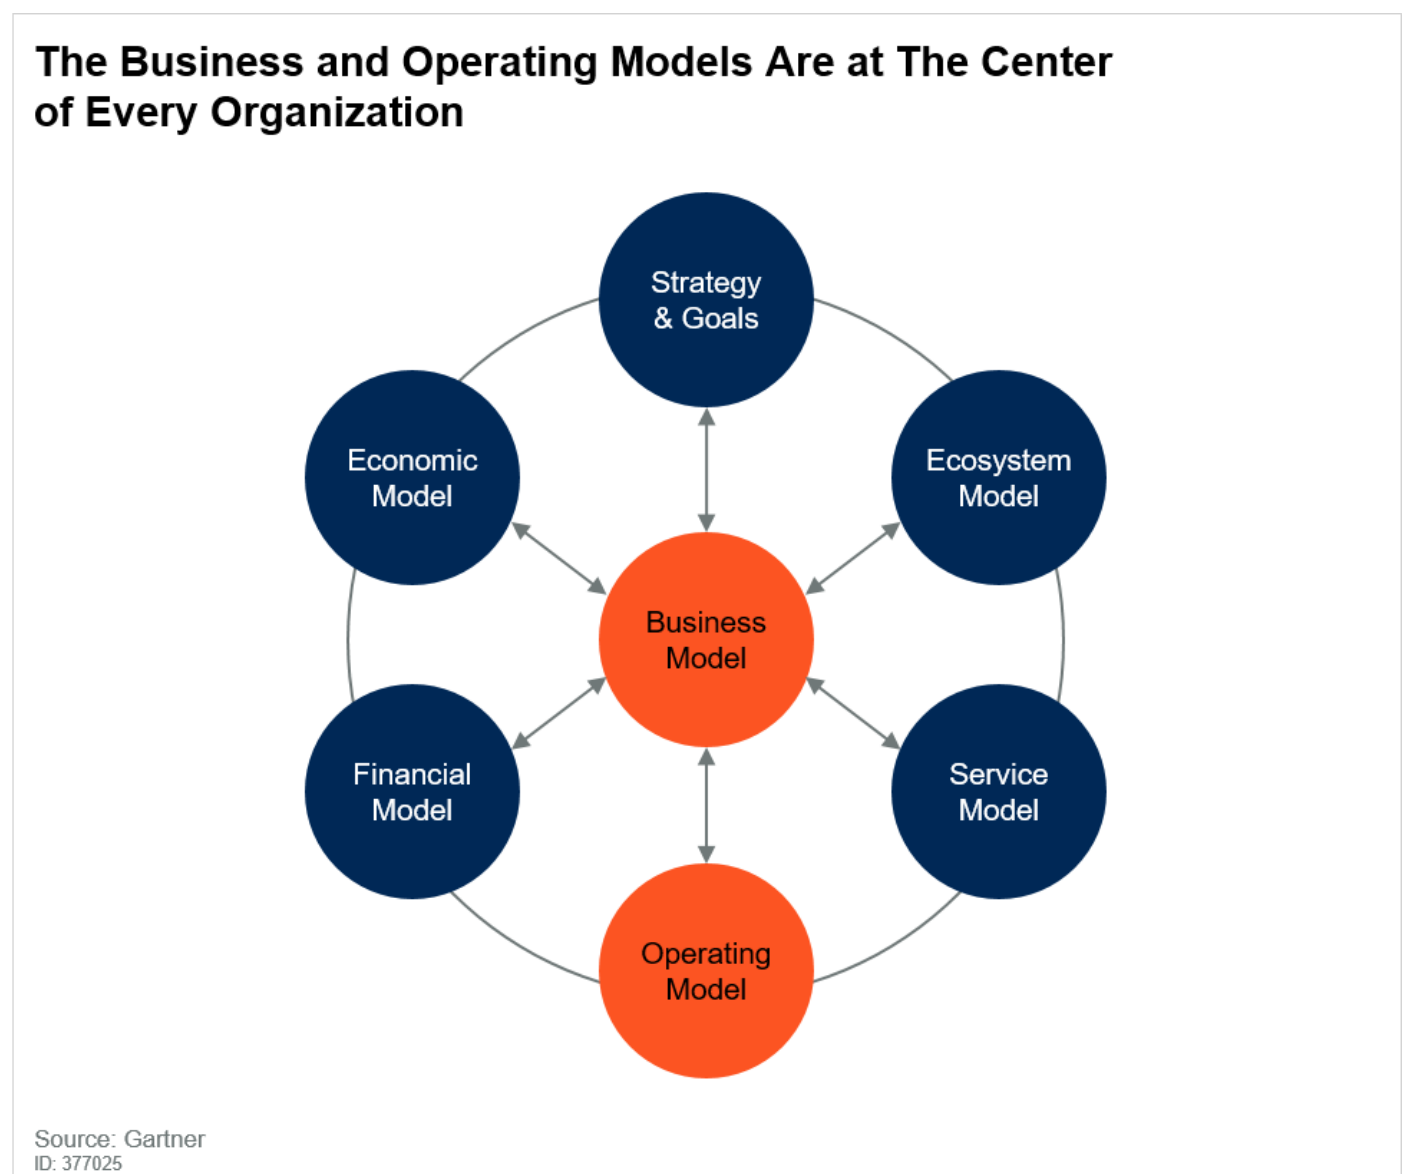 The Business and Operating Models Are at The Center
of Every Organization
Strategy
& Goals
Economic
Model
Ecosystem
Model
Business
Model
Financial
Model
Service
Model
Operating
Model
Source: Gartner
ID: 377025